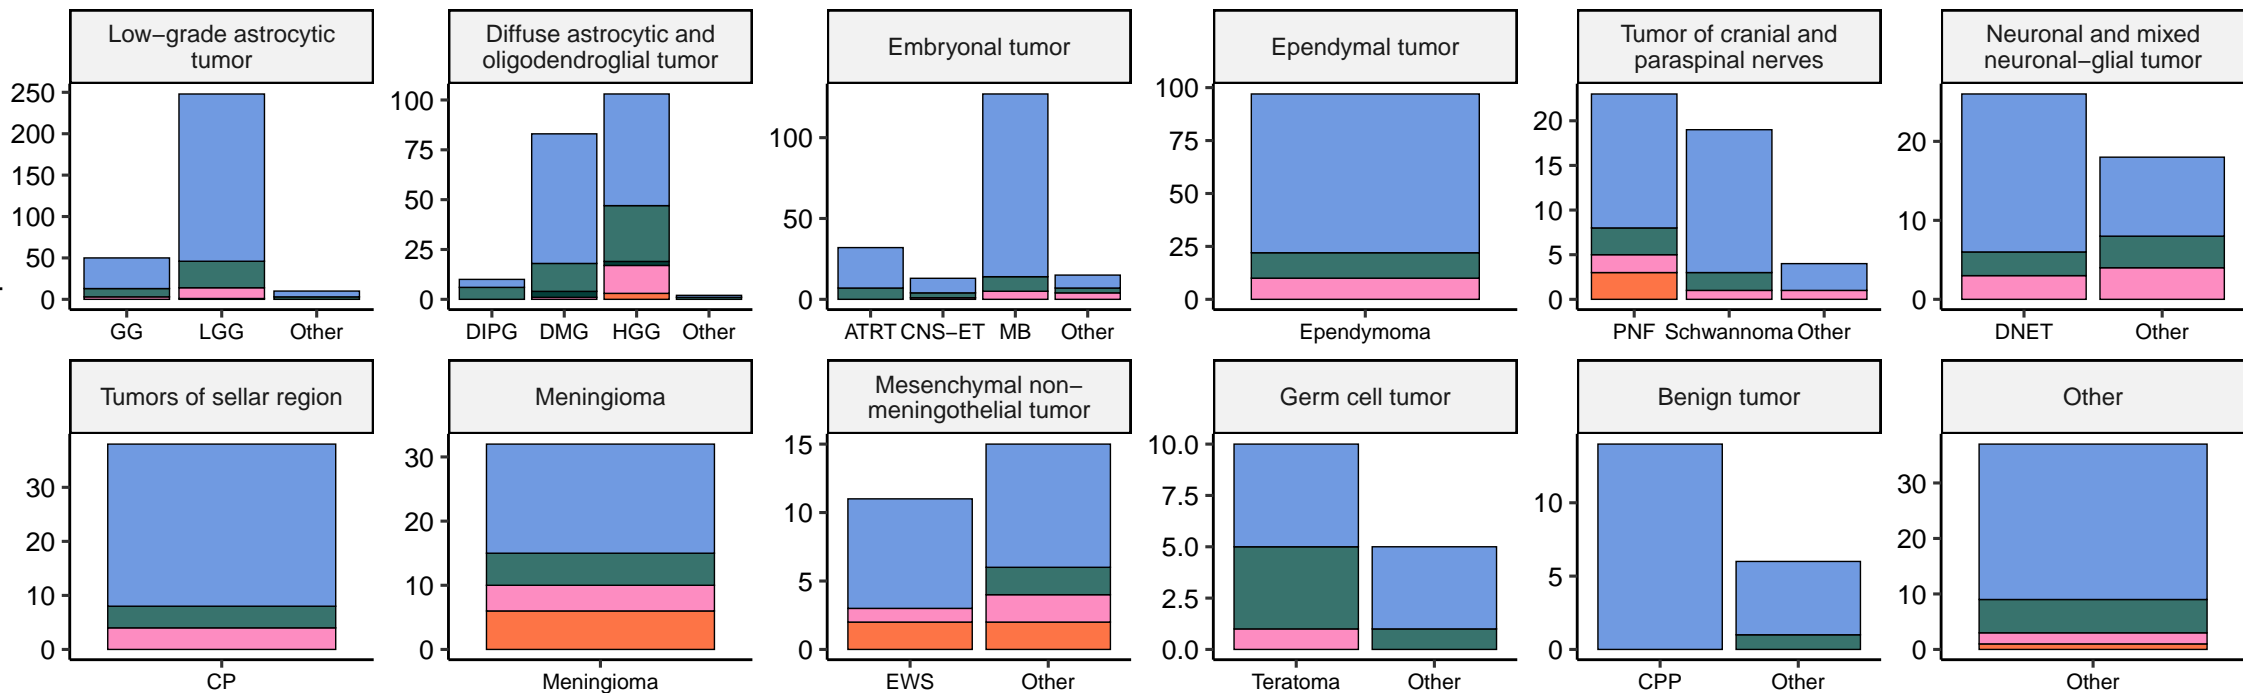 Low−grade astrocytic
tumor
Diffuse astrocytic and
oligodendroglial tumor
Embryonal tumor
Ependymal tumor
Tumor of cranial and
paraspinal nerves
Neuronal and mixed
neuronal−glial tumor
250
200
150
100
50
0
GG LGG Other
100
75
50
25
0
DIPG DMG HGG Other
100
50
0
ATRT CNS−ET MB Other
100
75
50
25
0
Ependymoma
20
15
10
5
0
PNF Schwannoma Other
20
10
0
DNET Other
Tumors of sellar region
Meningioma
Mesenchymal non−
meningothelial tumor
Germ cell tumor
Benign tumor
Other
30
20
10
0
CP
30
20
10
0
Meningioma
15
10
5
0
EWS Other
10.0
7.5
5.0
2.5
0.0
Teratoma Other
10
5
0
CPP Other
30
20
10
0
Other